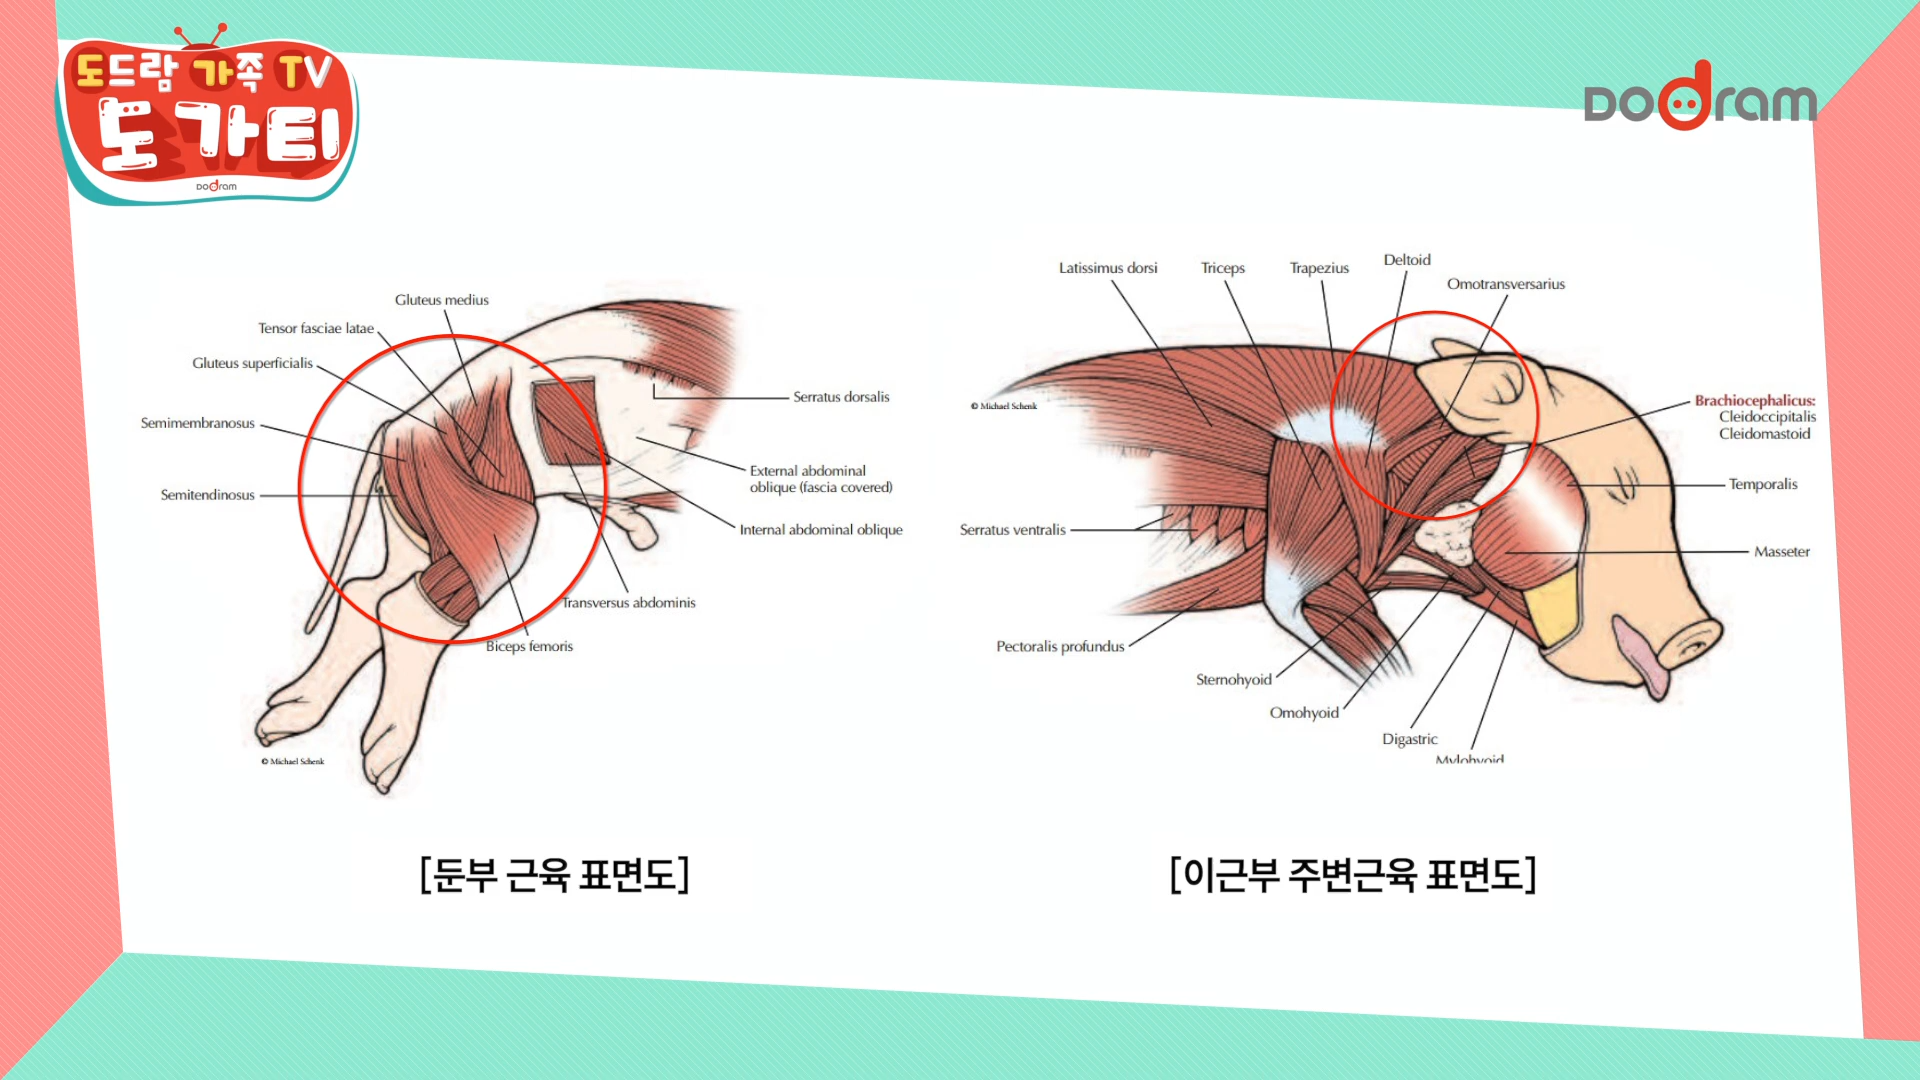 도드람 가족 TV
도가티
Dodram
Dodram
Gluteus medius
Tensor fasciae latae
Gluteus superficialis
Semimembranosus
Semitendinosus
Serratus dorsalis
External abdominal
oblique (fascia covered)
Internal abdominal oblique
Transversus abdominis
Biceps femoris
© Michael Schenk
[둔부 근육 표면도]
Latissimus dorsi
Triceps
Trapezius
Deltoid
Omotransversarius
© Michael Schenk
Brachiocephalicus:
Cleidoccipitalis
Cleidomastoid
Temporalis
Masseter
Serratus ventralis
Pectoralis profundus
Sternohyoid
Omohyoid
Digastric
Mylohyoid
[이근부 주변근육 표면도]